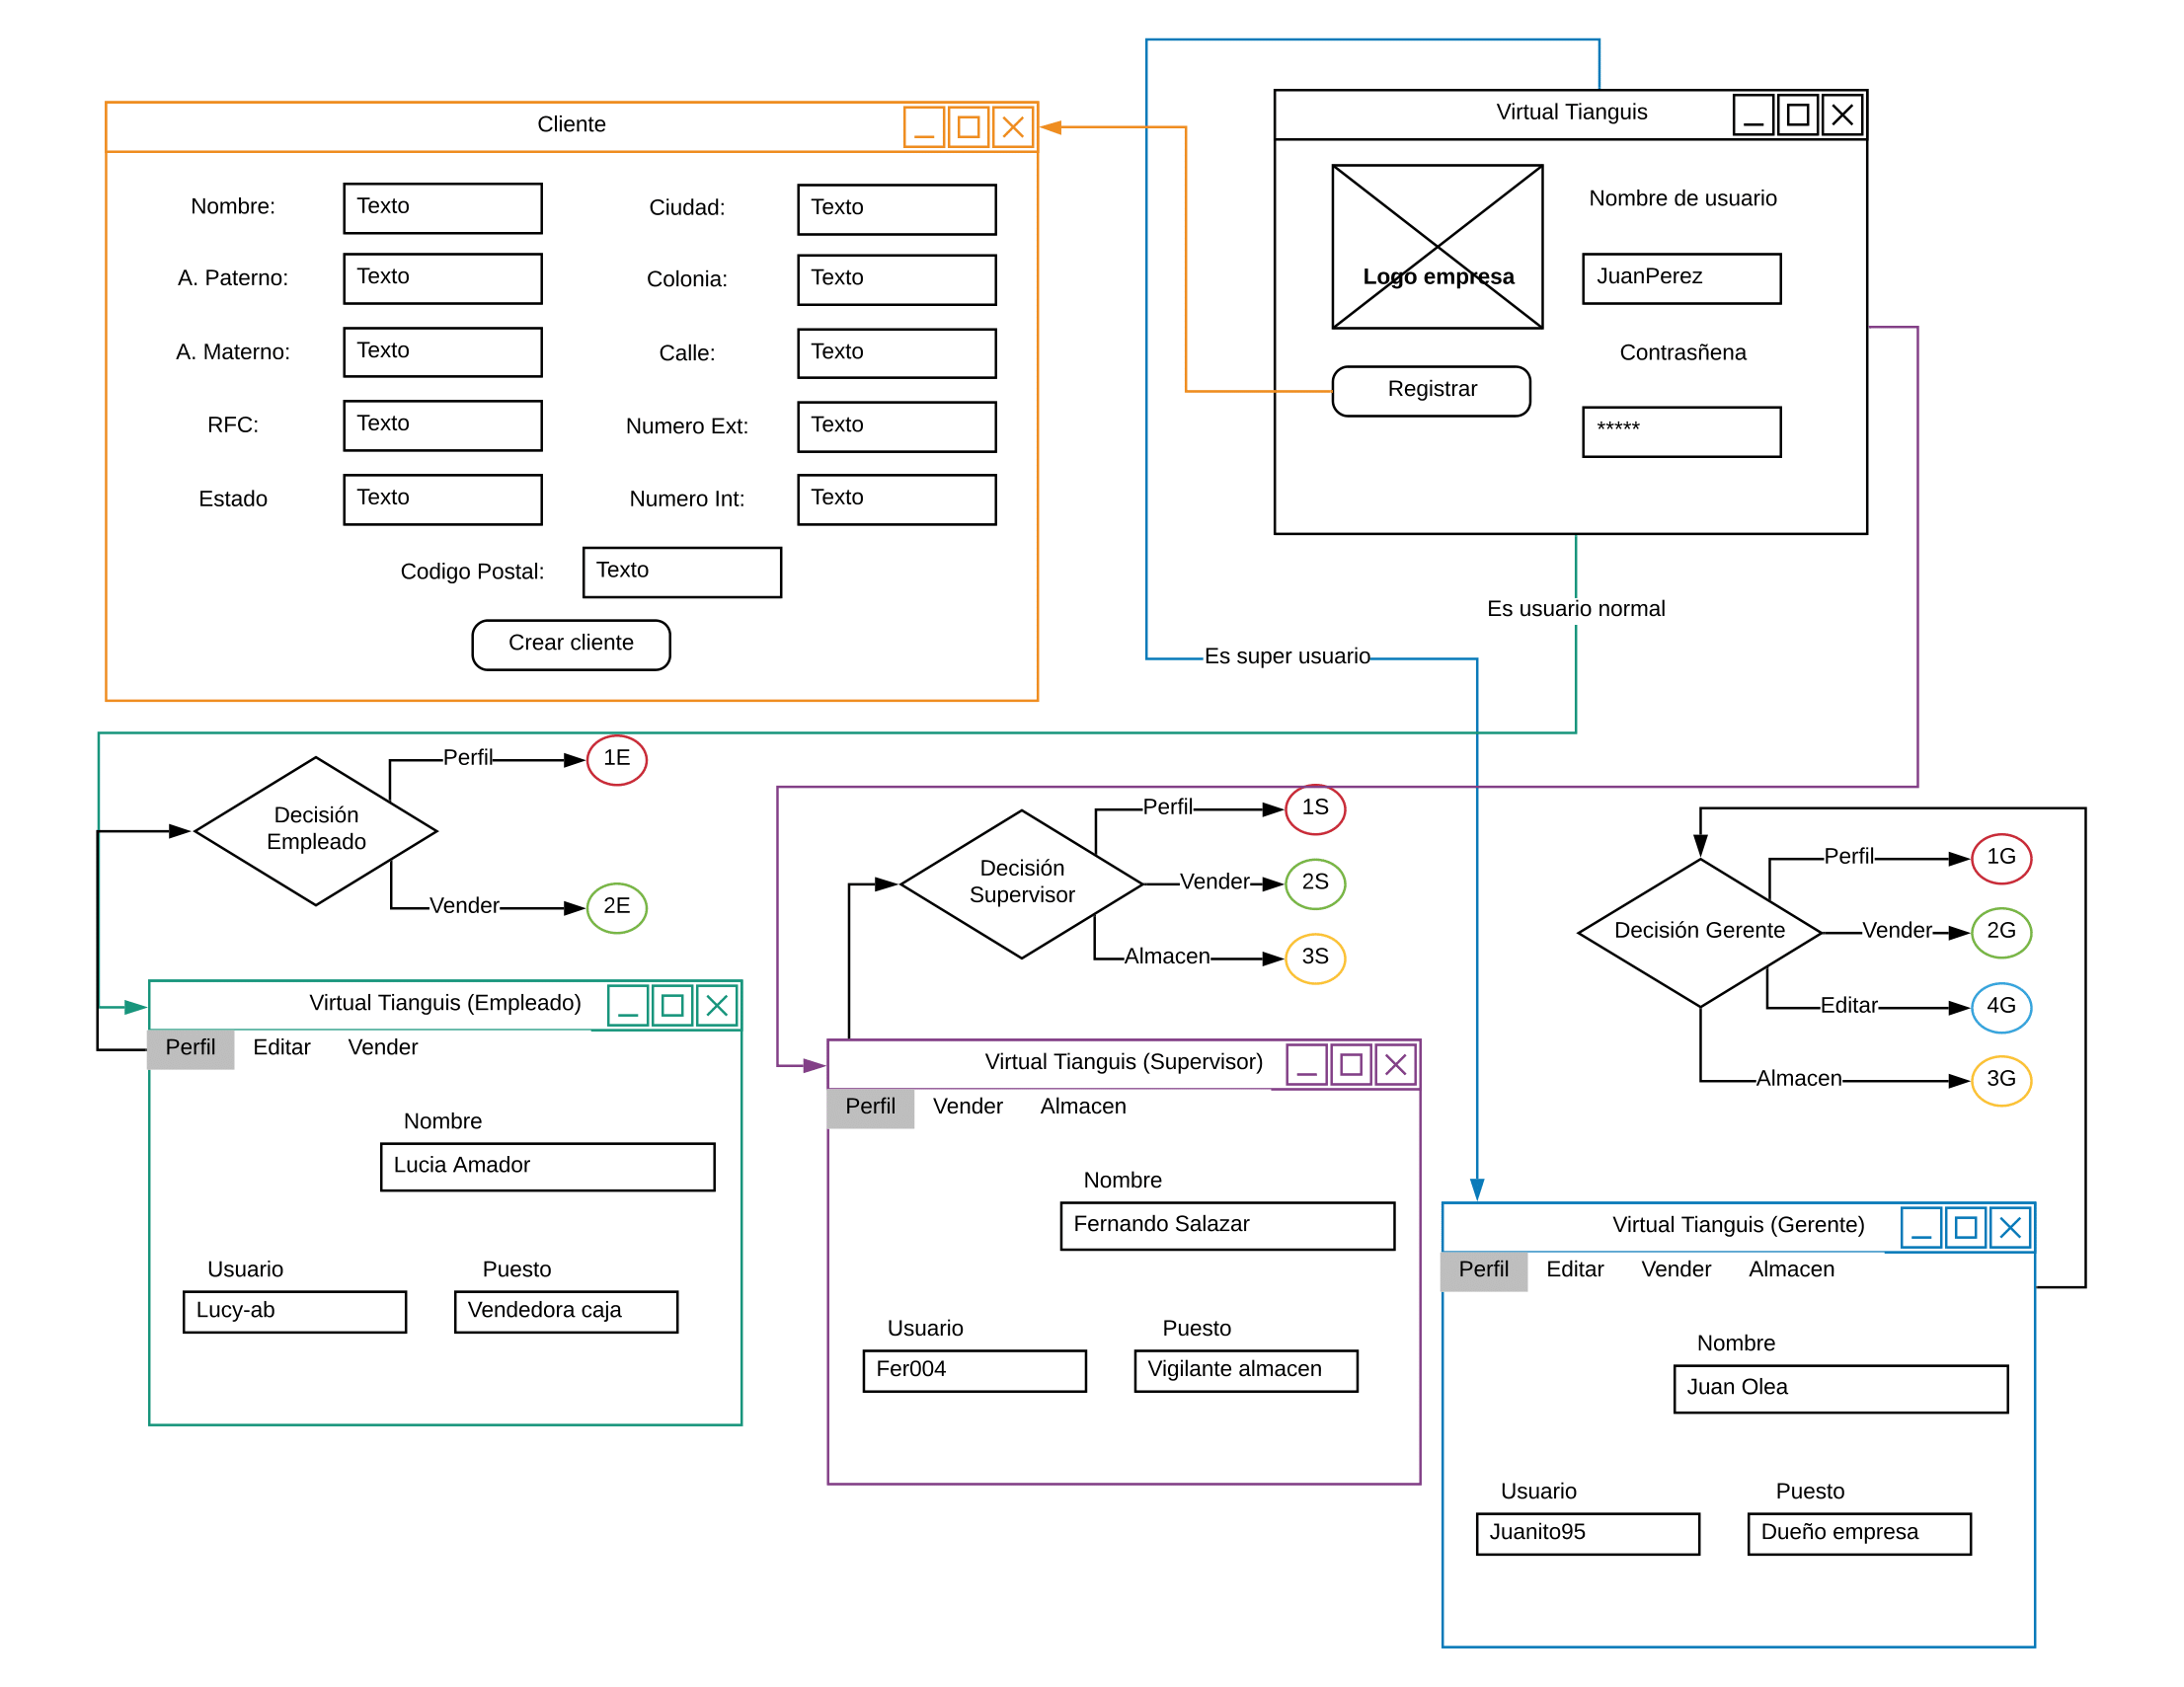 Cliente
Nombre:
Texto
Ciudad:
Texto
A. Paterno:
Texto
Colonia:
Texto
A. Materno:
Texto
Calle:
Texto
RFC:
Texto
Numero Ext:
Texto
Estado
Texto
Numero Int:
Texto
Codigo Postal:
Texto
Crear cliente
Virtual Tianguis
Logo empresa
Nombre de usuario
JuanPerez
Contrasñena
*****
Registrar
Es usuario normal
Es super usuario
Decisión
Empleado
Perfil
1E
Vender
2E
Decisión
Supervisor
Perfil
1S
Vender
2S
Almacen
3S
Decisión Gerente
Perfil
1G
Vender
2G
Editar
4G
Almacen
3G
Virtual Tianguis (Empleado)
Perfil Editar Vender
Nombre
Lucia Amador
Usuario
Lucy-ab
Puesto
Vendedora caja
Virtual Tianguis (Supervisor)
Perfil Vender Almacen
Nombre
Fernando Salazar
Usuario
Fer004
Puesto
Vigilante almacen
Virtual Tianguis (Gerente)
Perfil Editar Vender Almacen
Nombre
Juan Olea
Usuario
Juanito95
Puesto
Dueño empresa